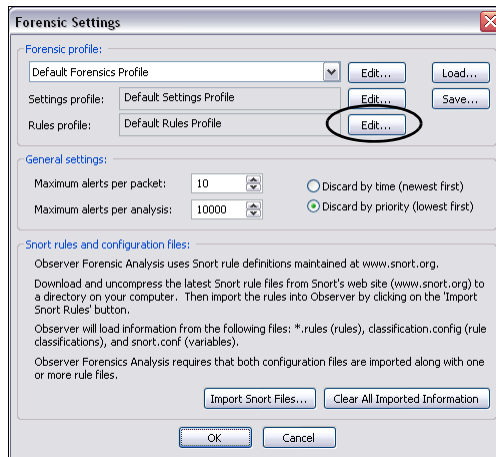 Forensic Settings
Forensic profile:
Default Forensics Profile
Edit...
Load...
Settings profile:
Default Settings Profile
Edit...
Save...
Rules profile:
Default Rules Profile
Edit...
General settings:
Maximum alerts per packet:
10
Discard by time (newest first)
Maximum alerts per analysis:
10000
Discard by priority (lowest first)
Snort rules and configuration files:
Observer Forensic Analysis uses Snort rule definitions maintained at www.snort.org.
Download and uncompress the latest Snort rule files from Snort's web site (www.snort.org) to
a directory on your computer.  Then import the rules into Observer by clicking on the 'Import
Snort Rules' button.
Observer will load information from the following files: *.rules (rules), classification.config (rule
classifications), and snort.conf (variables).
Observer Forensics Analysis requires that both configuration files are imported along with one
or more rule files.
Import Snort Files...
Clear All Imported Information
OK
Cancel